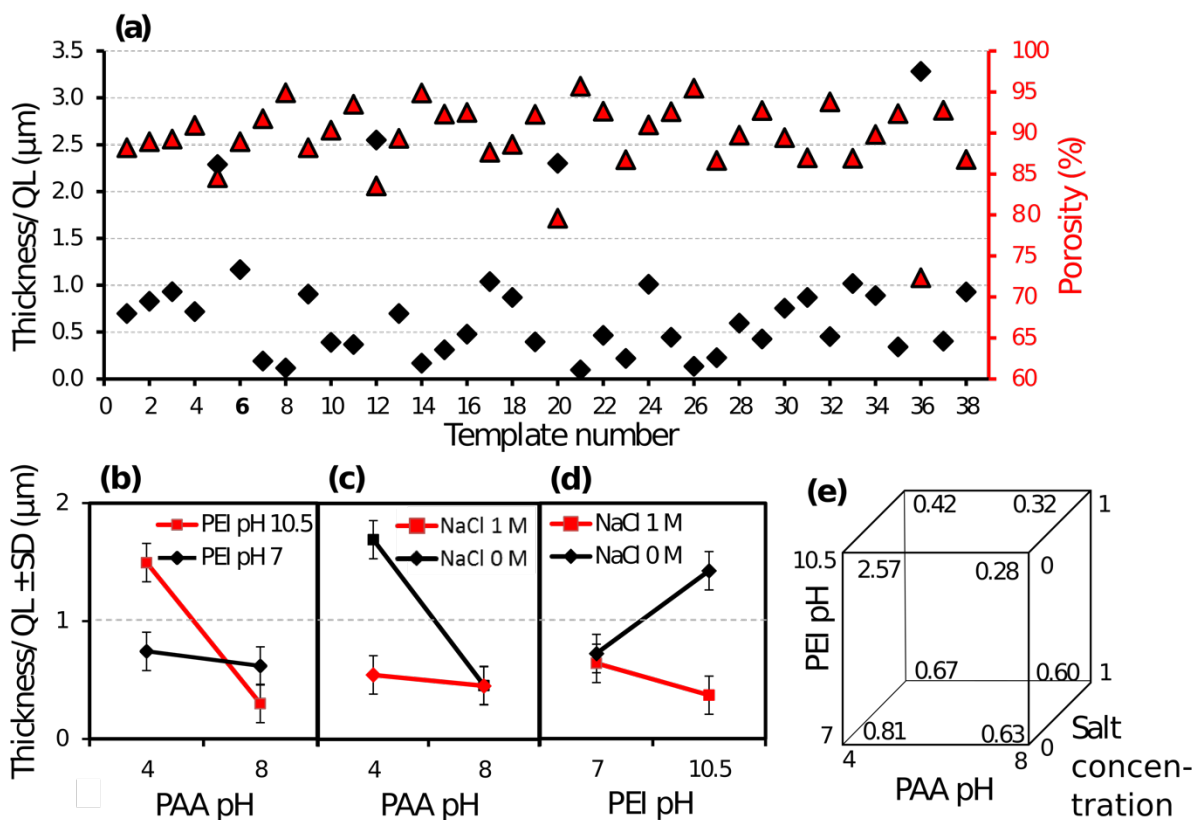 (a)
Thickness/ QL (µm)
3.5
3.0
2.5
2.0
1.5
1.0
0.5
0.0
100
95
90
85
80
75
70
65
60
Porosity (%)
0 2 4 6 8 10 12 14 16 18 20 22 24 26 28 30 32 34 36 38
Template number
Thickness/ QL ±SD (µm)
2
1
0
(b)
PEI pH 10.5
PEI pH 7
4 8
PAA pH
(c)
NaCl 1 M
NaCl 0 M
4 8
PAA pH
(d)
NaCl 1 M
NaCl 0 M
7 10.5
PEI pH
(e)
0.42 0.32 1
10.5 2.57 0.28 0
PEI pH
0.67 0.60 1
7 0.81 0.63 0
4 8
PAA pH
Salt
concen-
tration